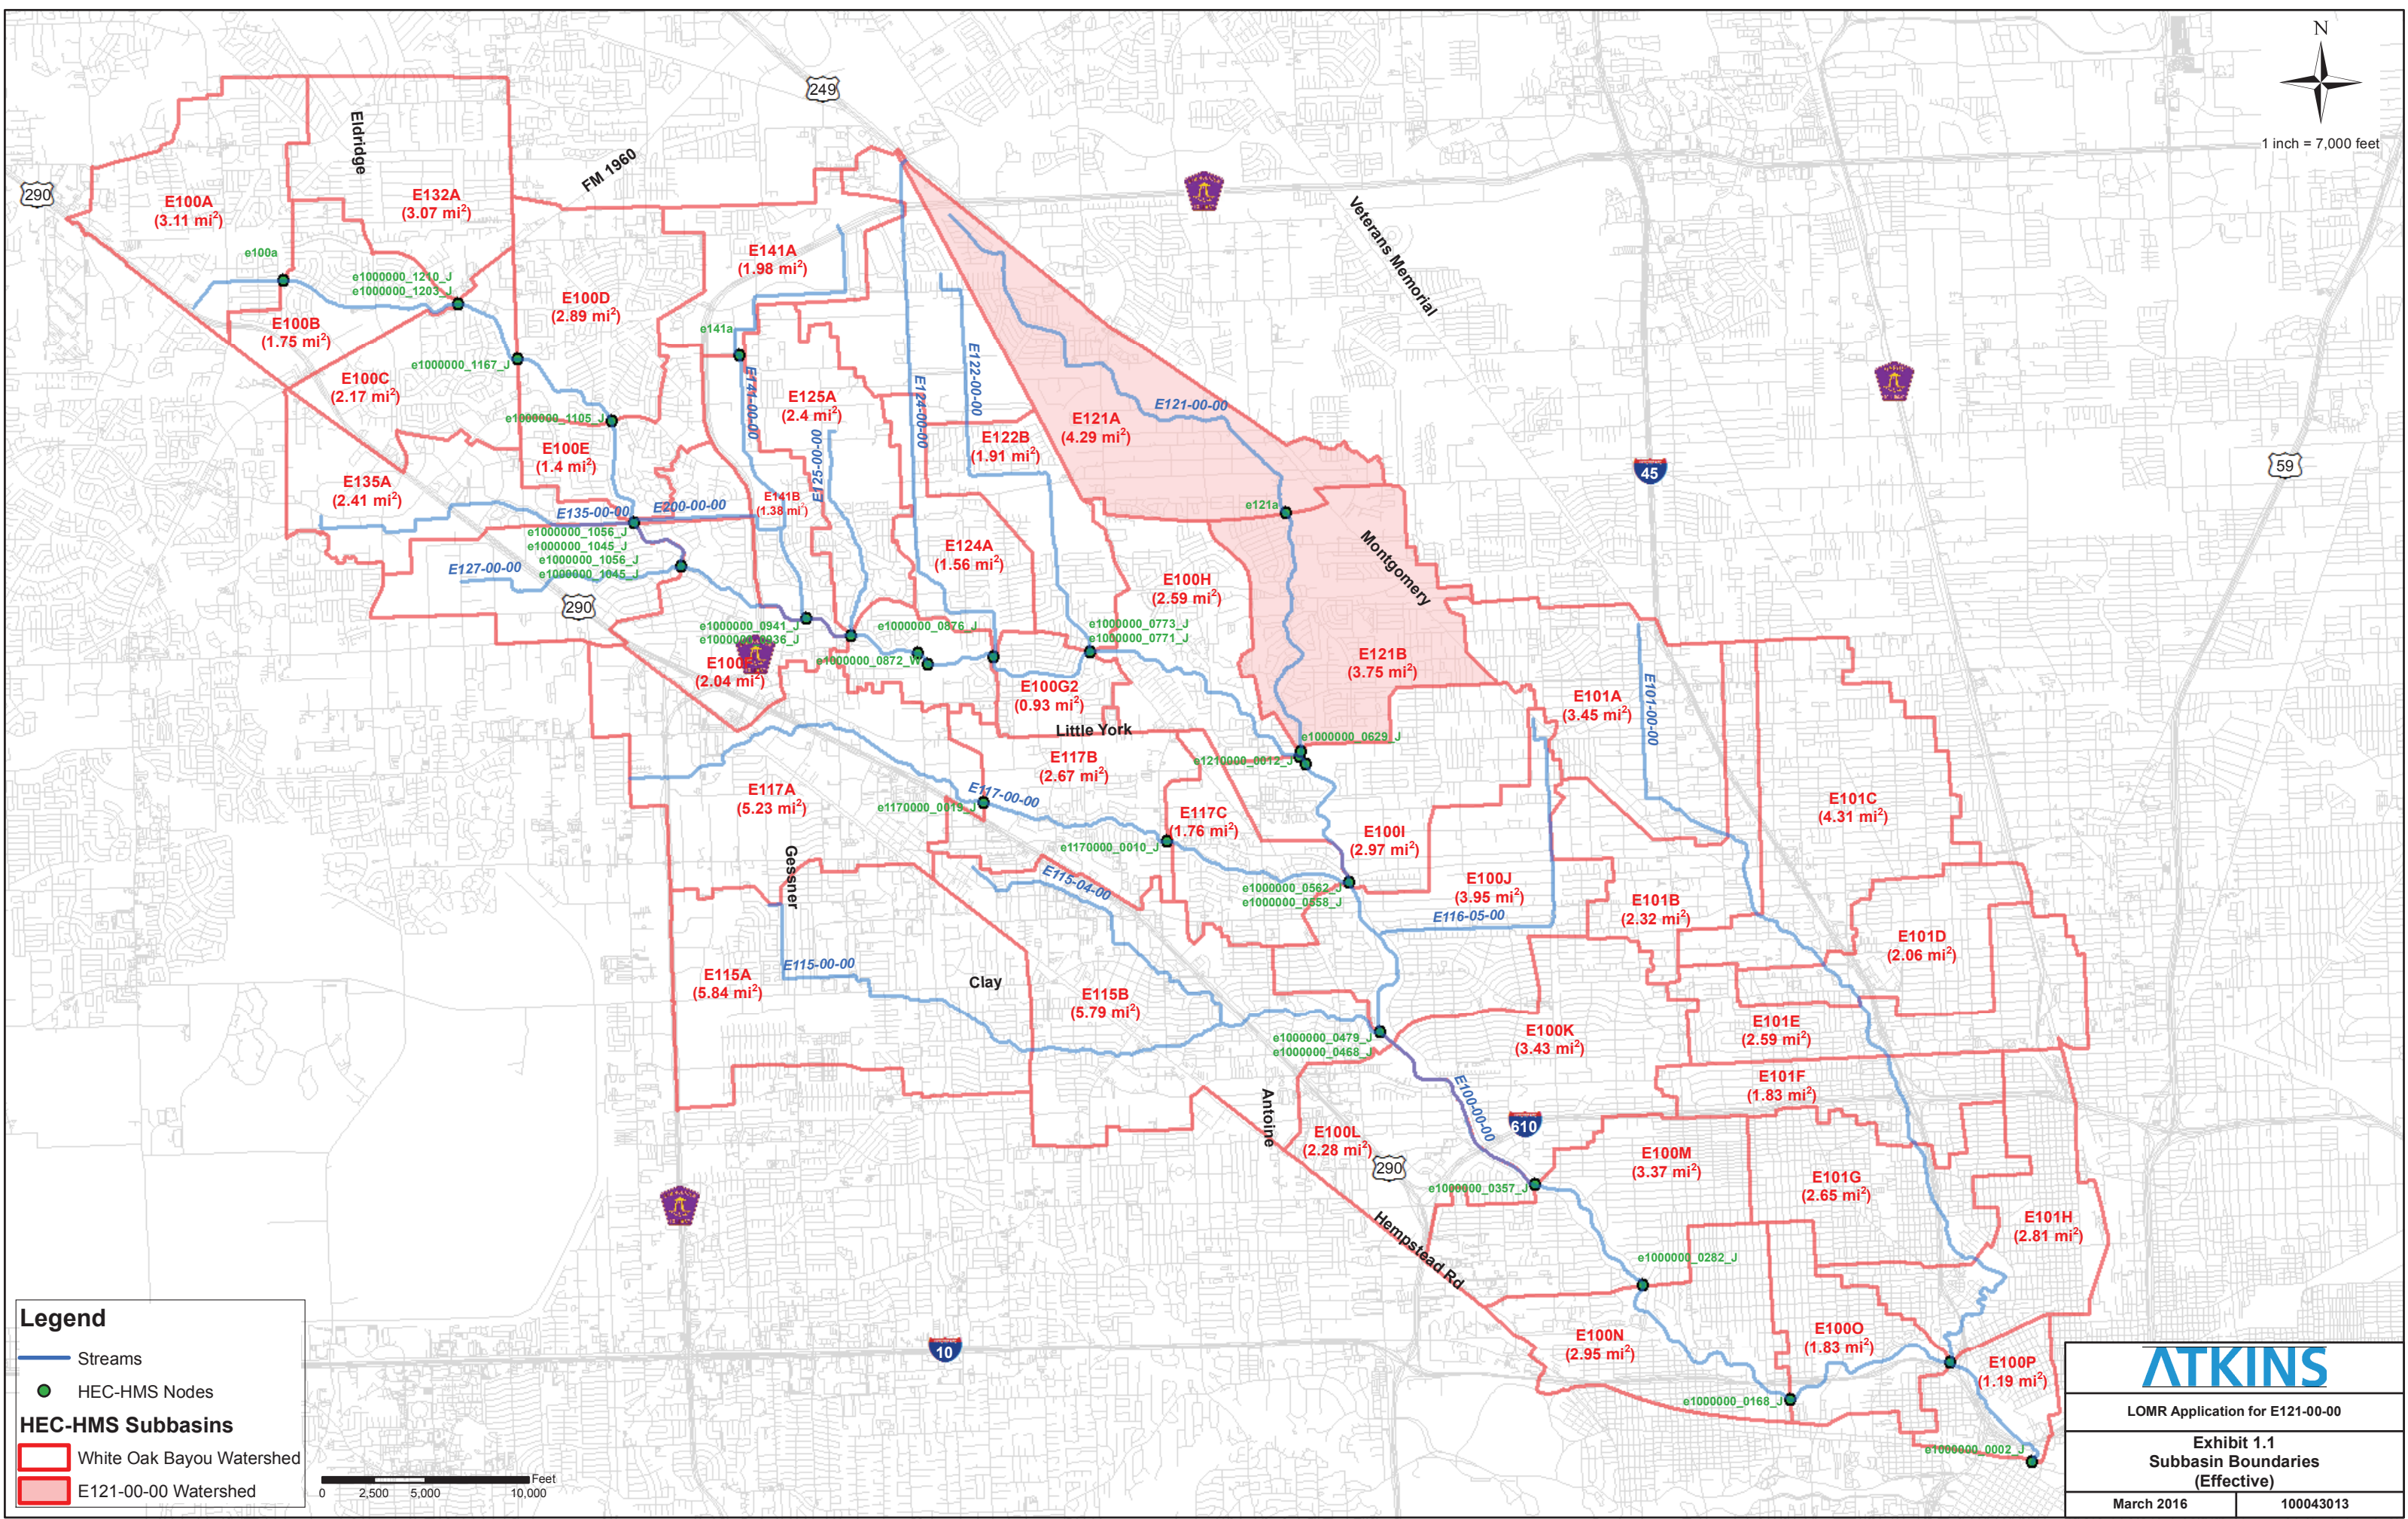 N
1 inch = 7,000 feet
249
290
Eldridge
FM 1960
Veterans Memorial
E100A
(3.11 mi²)
E132A
(3.07 mi²)
e100a
e1000000_1210_J
e1000000_1203_J
E141A
(1.98 mi²)
E100D
(2.89 mi²)
E100B
(1.75 mi²)
e141a
e1000000_1167_J
E100C
(2.17 mi²)
E141-00-00
E125A
(2.4 mi²)
E124-00-00
E122-00-00
E121-00-00
E121A
(4.29 mi²)
e1000000_1105_J
E100E
(1.4 mi²)
E125-00-00
E122B
(1.91 mi²)
45
59
E135A
(2.41 mi²)
E141B
(1.38 mi²)
E135-00-00
E200-00-00
e121a
e1000000_1056_J
e1000000_1045_J
e1000000_1056_J
e1000000_1045_J
E127-00-00
290
E124A
(1.56 mi²)
E100H
(2.59 mi²)
Montgomery
e1000000_0941_J
e1000000_0936_J
e1000000_0876_J
e1000000_0872_W
e1000000_0773_J
e1000000_0771_J
(2.04 mi²)
E100G2
(0.93 mi²)
E121B
(3.75 mi²)
E101A
(3.45 mi²)
E101-00-00
Little York
e1000000_0629_J
e1210000_0012_J
E117B
(2.67 mi²)
E117A
(5.23 mi²)
E117-00-00
e1170000_0019_J
E117C
(1.76 mi²)
e1170000_0010_J
E100I
(2.97 mi²)
E101C
(4.31 mi²)
Gessner
E115-04-00
e1000000_0562_J
e1000000_0558_J
E100J
(3.95 mi²)
E116-05-00
E101B
(2.32 mi²)
E101D
(2.06 mi²)
E115A
(5.84 mi²)
E115-00-00
Clay
E115B
(5.79 mi²)
e1000000_0479_J
e1000000_0468_J
E100K
(3.43 mi²)
E101E
(2.59 mi²)
E101F
(1.83 mi²)
E100-00-00
Antoine
610
E100L
(2.28 mi²)
290
E100M
(3.37 mi²)
e1000000_0357_J
E101G
(2.65 mi²)
E101H
(2.81 mi²)
Hempstead Rd
e1000000_0282_J
10
E100N
(2.95 mi²)
E100O
(1.83 mi²)
E100P
(1.19 mi²)
e1000000_0168_J
e1000000_0002_J
Legend
Streams
HEC-HMS Nodes
HEC-HMS Subbasins
White Oak Bayou Watershed
E121-00-00 Watershed
Feet
0 2,500 5,000 10,000
ATKINS
LOMR Application for E121-00-00
Exhibit 1.1
Subbasin Boundaries
(Effective)
March 2016 100043013